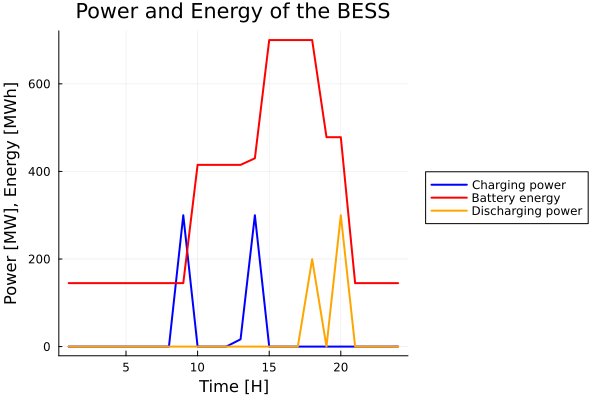 Power and Energy of the BESS
Power [MW], Energy [MWh]
600
400
200
0
5
10
15
20
Time [H]
Charging power
Battery energy
Discharging power